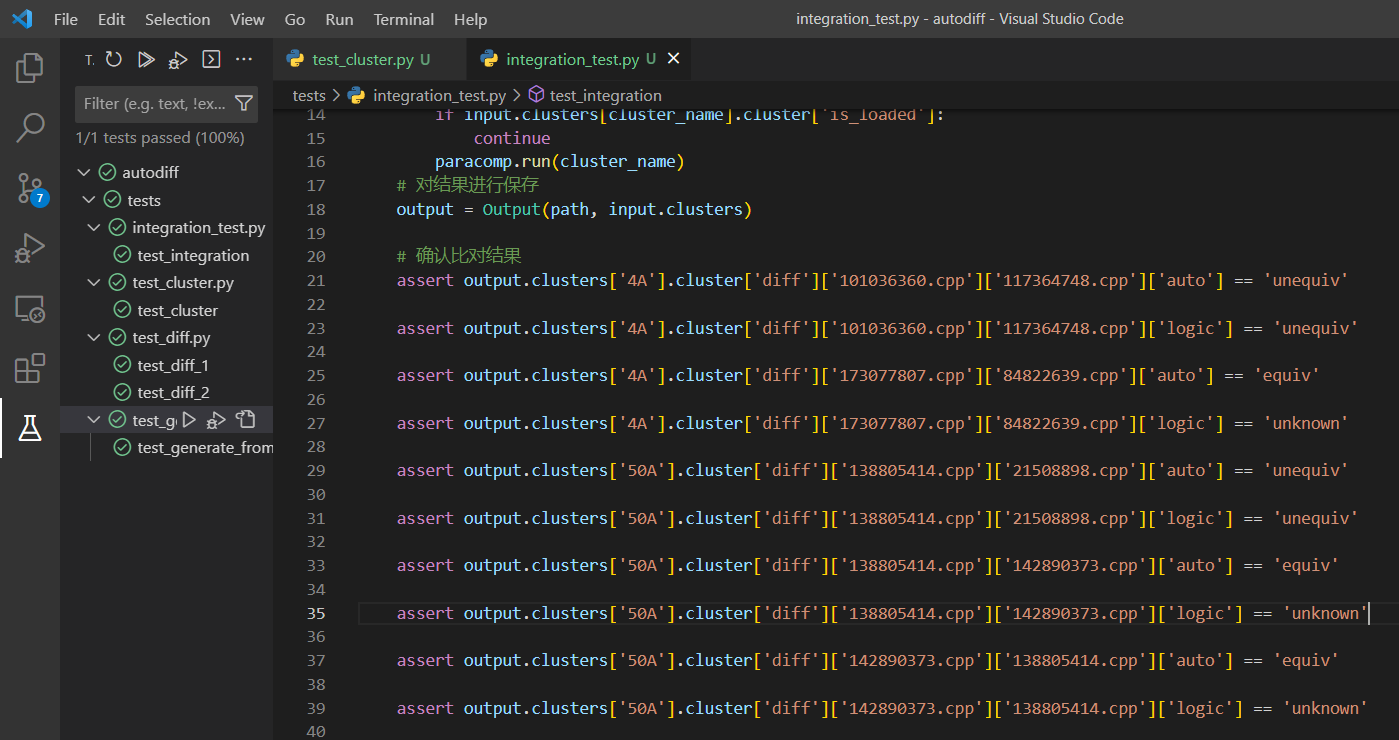 File Edit Selection View Go Run Terminal Help
integration_test.py - autodiff - Visual Studio Code
T.
test_cluster.py U
integration_test.py U
Filter (e.g. text, !ex...
tests > integration_test.py > test_integration
1/1 tests passed (100%)
7
autodiff
tests
integration_test.py
test_integration
test_cluster.py
test_cluster
test_diff.py
test_diff_1
test_diff_2
test_g
test_generate_from
14 if input.clusters[cluster_name].cluster['is_loaded']:
15 continue
16 paracomp.run(cluster_name)
17 # 对结果进行保存
18 output = Output(path, input.clusters)
19
20 # 确认比对结果
21 assert output.clusters['4A'].cluster['diff']['101036360.cpp']['117364748.cpp']['auto'] == 'unequiv'
22
23 assert output.clusters['4A'].cluster['diff']['101036360.cpp']['117364748.cpp']['logic'] == 'unequiv'
24
25 assert output.clusters['4A'].cluster['diff']['173077807.cpp']['84822639.cpp']['auto'] == 'equiv'
26
27 assert output.clusters['4A'].cluster['diff']['173077807.cpp']['84822639.cpp']['logic'] == 'unknown'
28
29 assert output.clusters['50A'].cluster['diff']['138805414.cpp']['21508898.cpp']['auto'] == 'unequiv'
30
31 assert output.clusters['50A'].cluster['diff']['138805414.cpp']['21508898.cpp']['logic'] == 'unequiv'
32
33 assert output.clusters['50A'].cluster['diff']['138805414.cpp']['142890373.cpp']['auto'] == 'equiv'
34
35 assert output.clusters['50A'].cluster['diff']['138805414.cpp']['142890373.cpp']['logic'] == 'unknown'
36
37 assert output.clusters['50A'].cluster['diff']['142890373.cpp']['138805414.cpp']['auto'] == 'equiv'
38
39 assert output.clusters['50A'].cluster['diff']['142890373.cpp']['138805414.cpp']['logic'] == 'unknown'
40